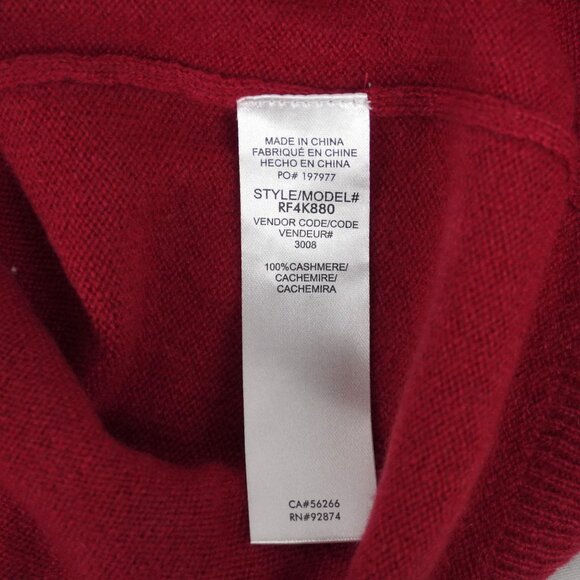 MADE IN CHINA
FABRIQUÉ EN CHINE
HECHO EN CHINA
PO# 197977
STYLE/MODEL#
RF4K880
VENDOR CODE/CODE
VENDEUR#
3008
100%CASHMERE/
CACHEMIRE/
CACHEMIRA
CA#56266
RN#92874